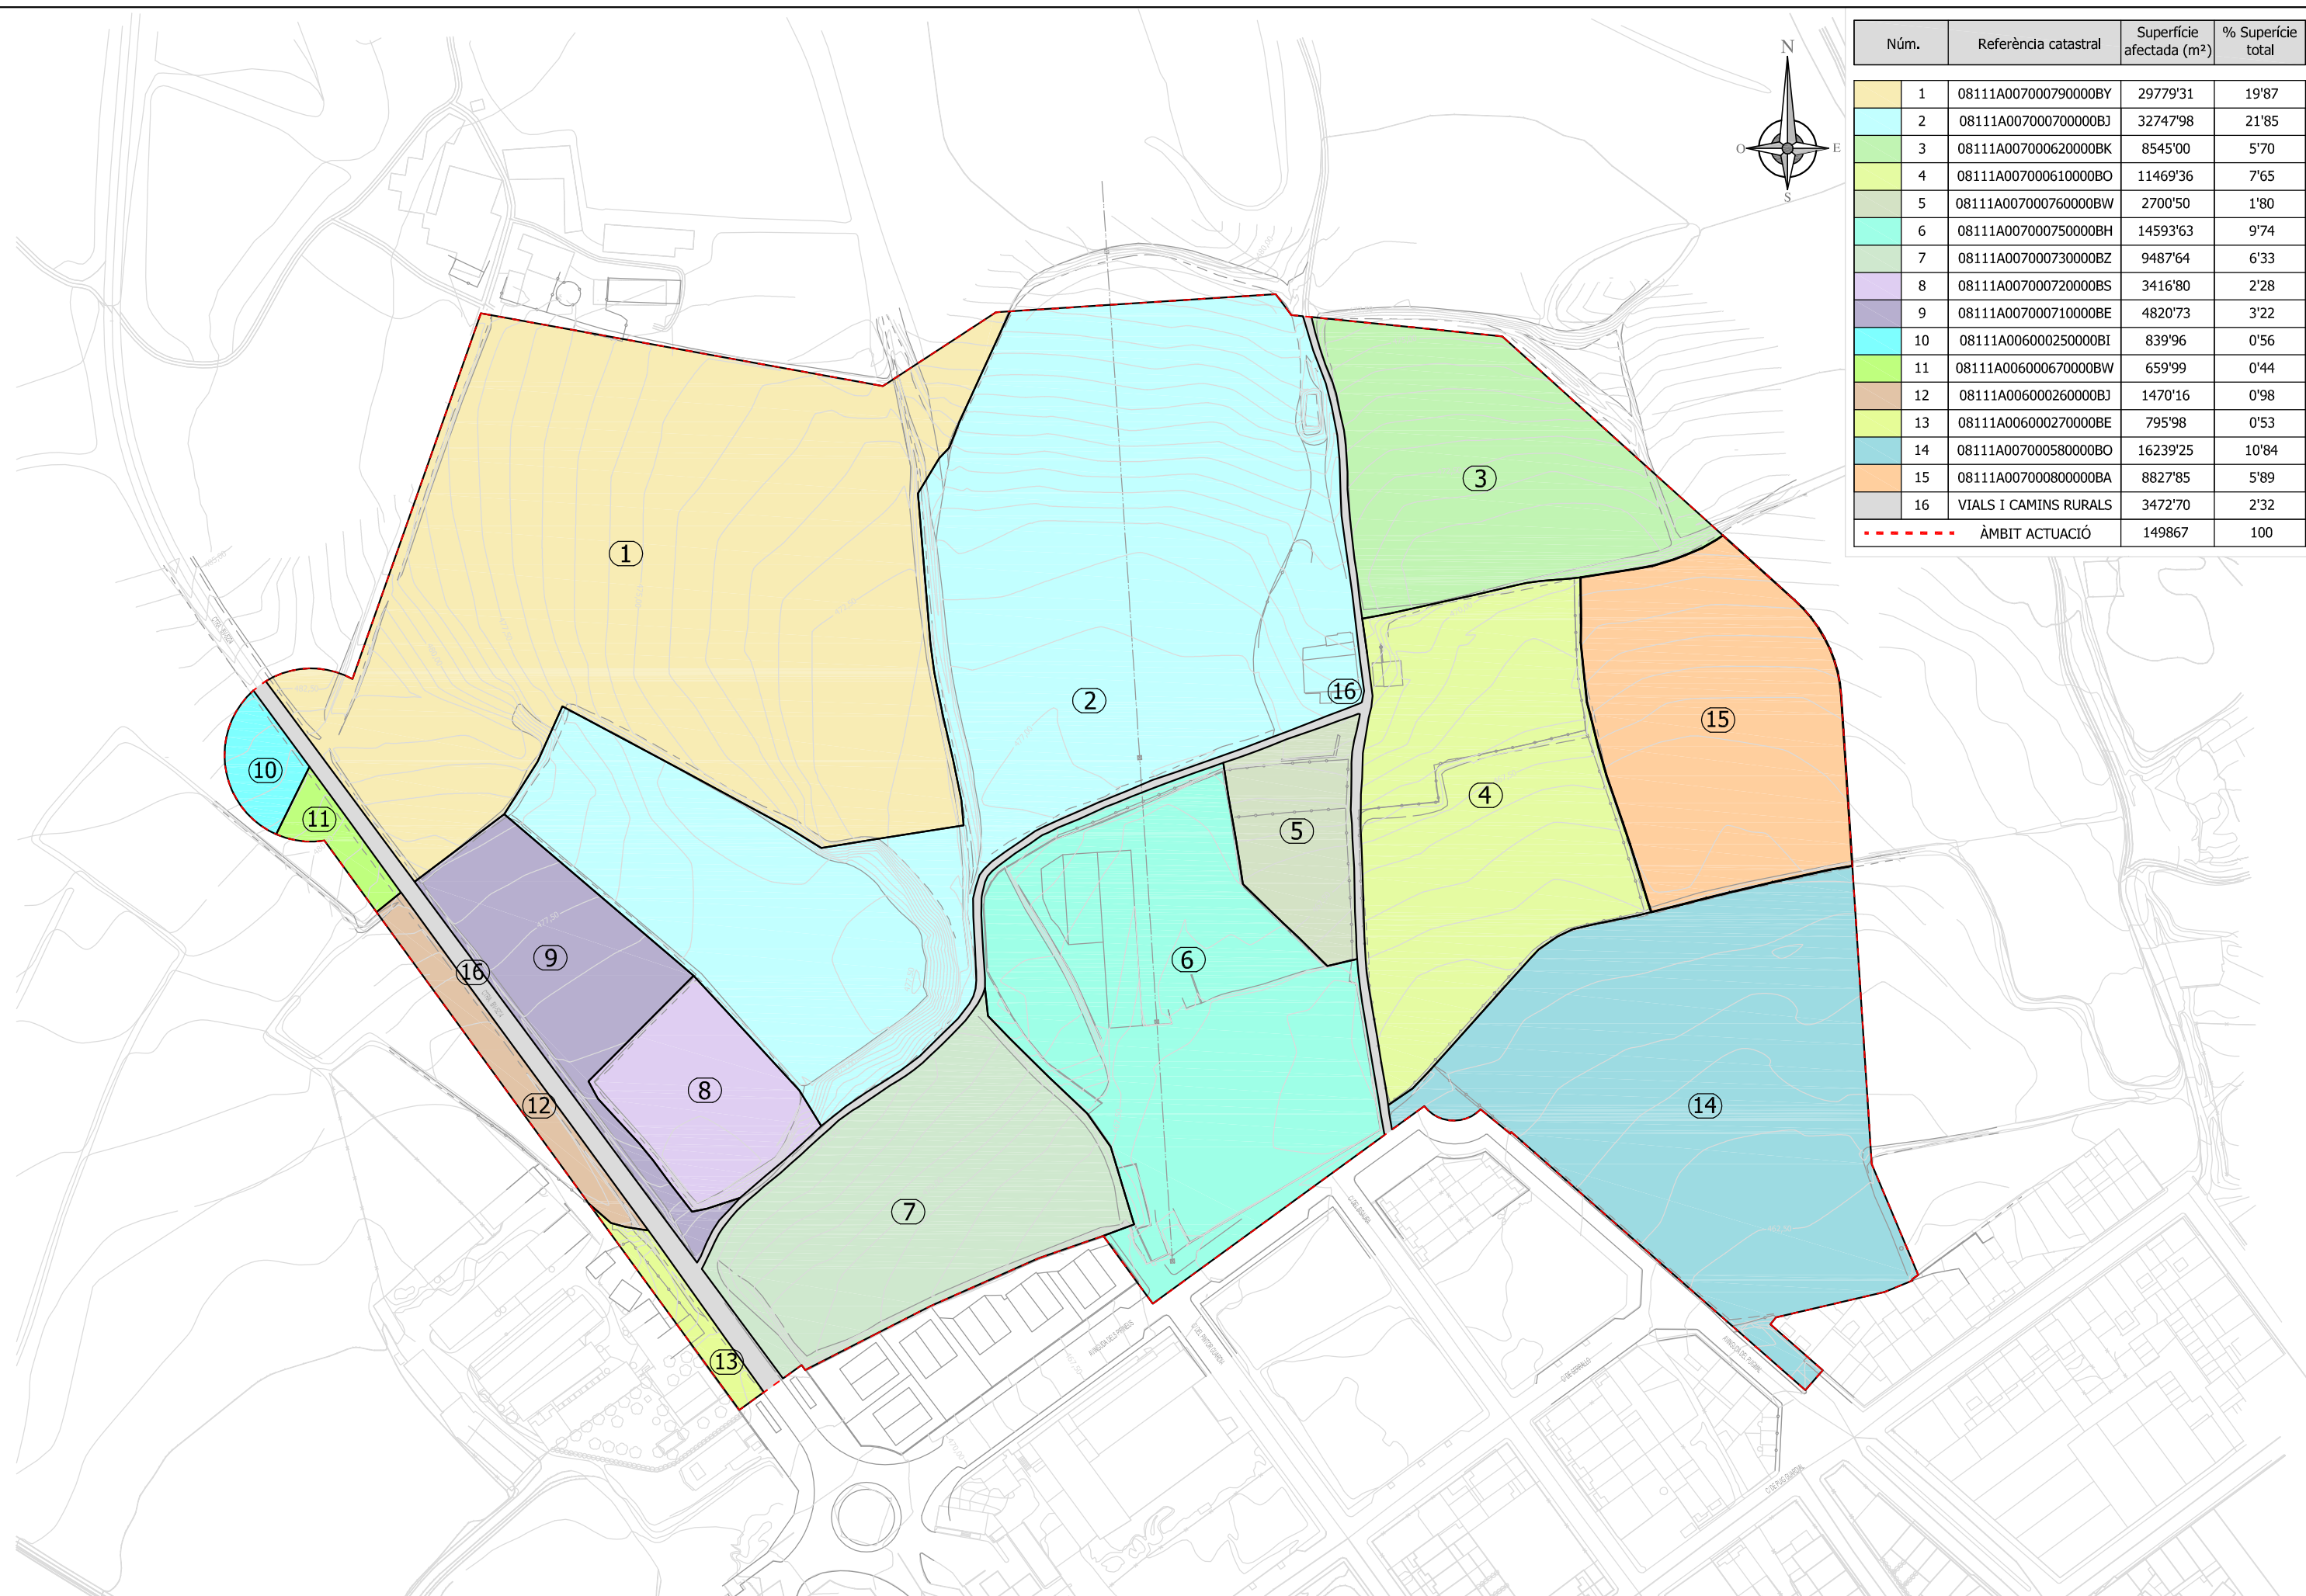 Núm. Referència catastral Superfície afectada (m²) % Superície total
1 08111A007000790000BY 29779'31 19'87
2 08111A007000700000BJ 32747'98 21'85
3 08111A007000620000BK 8545'00 5'70
4 08111A007000610000BO 11469'36 7'65
5 08111A007000760000BW 2700'50 1'80
6 08111A007000750000BH 14593'63 9'74
7 08111A007000730000BZ 9487'64 6'33
8 08111A007000720000BS 3416'80 2'28
9 08111A007000710000BE 4820'73 3'22
10 08111A006000250000BI 839'96 0'56
11 08111A006000670000BW 659'99 0'44
12 08111A006000260000BJ 1470'16 0'98
13 08111A006000270000BE 795'98 0'53
14 08111A007000580000BO 16239'25 10'84
15 08111A007000800000BA 8827'85 5'89
16 VIALS I CAMINS RURALS 3472'70 2'32
ÀMBIT ACTUACIÓ 149867 100
N
O
E
S
3
1
16
2
15
10
4
11
5
9
6
16
8
12
14
7
13
AVINGUDA DELS PIRINEUS